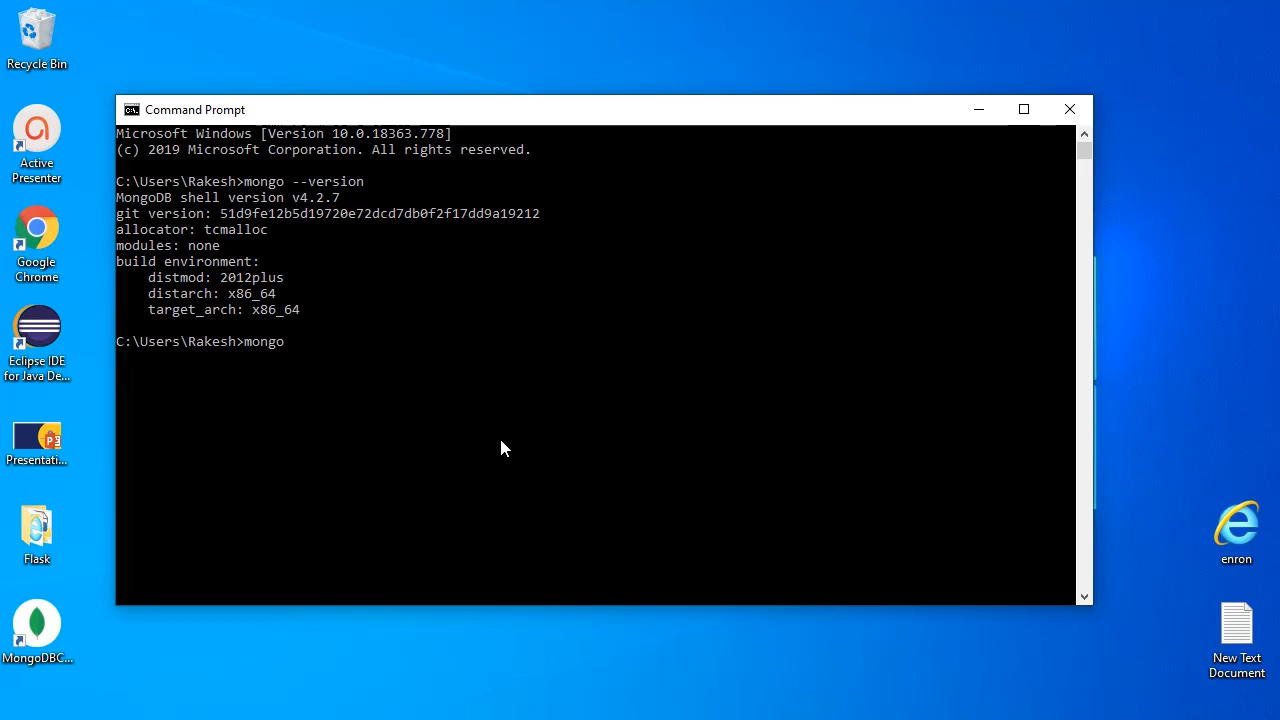 Recycle Bin
Active
Presenter
Google
Chrome
Eclipse IDE
for Java De...
Presentati...
Flask
MongoDBC...
Command Prompt
Microsoft Windows [Version 10.0.18363.778]
(c) 2019 Microsoft Corporation. All rights reserved.
C:\Users\Rakesh>mongo --version
MongoDB shell version v4.2.7
git version: 51d9fe12b5d19720e72dcd7db0f2f17dd9a19212
allocator: tcmalloc
modules: none
build environment:
    distmod: 2012plus
    distarch: x86_64
    target_arch: x86_64
C:\Users\Rakesh>mongo
enron
New Text
Document